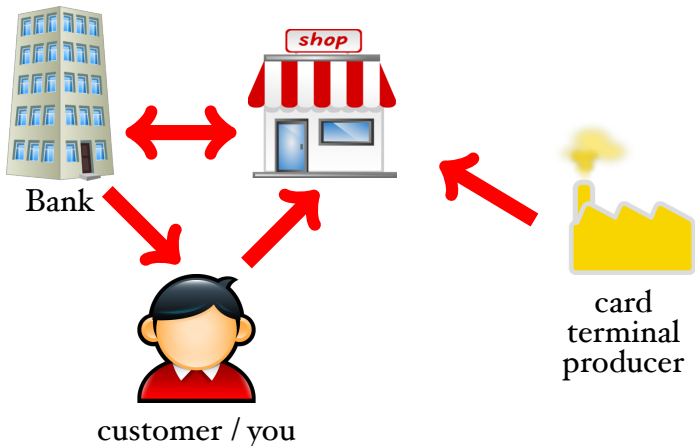 shop
Bank
card
terminal
producer
customer / you